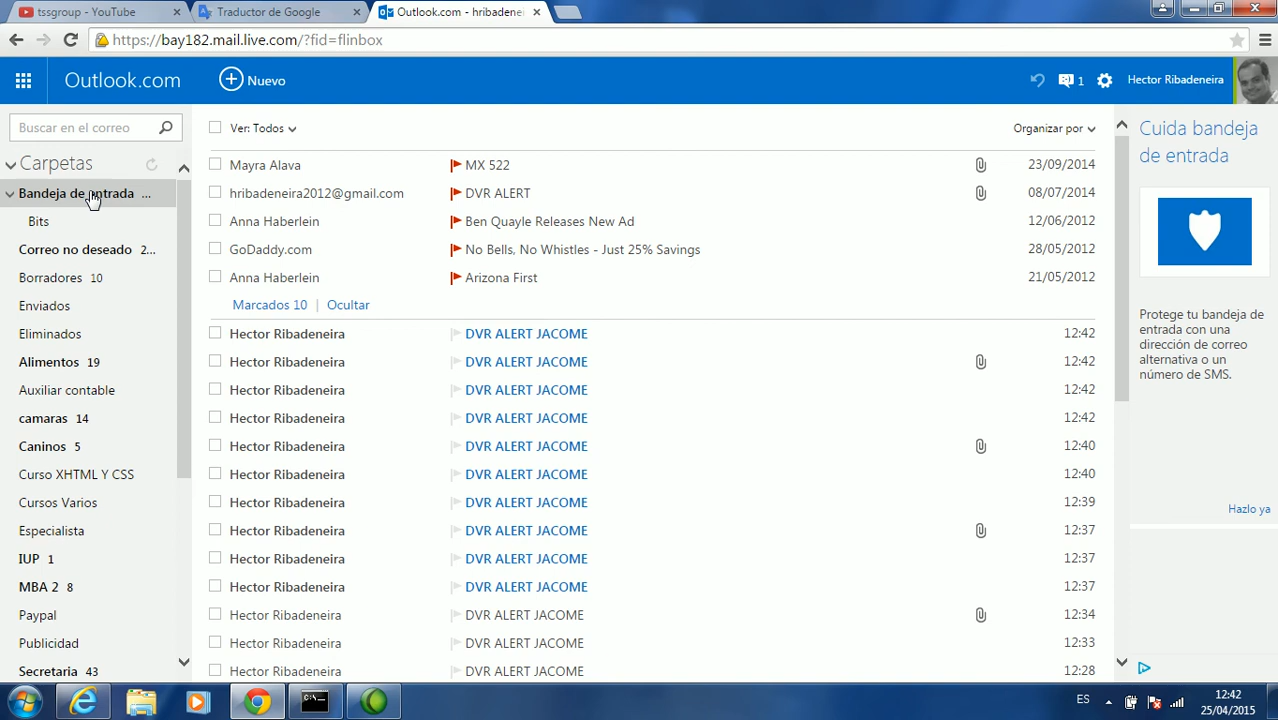 tssgroup - YouTube
Traductor de Google
Outlook.com - hribadenei
https://bay182.mail.live.com/?fid=flinbox
Outlook.com
Nuevo
1
Hector Ribadeneira
Buscar en el correo
Ver: Todos
Organizar por
Carpetas
Bandeja de entrada ...
Bits
Correo no deseado 2...
Borradores 10
Enviados
Eliminados
Alimentos 19
Auxiliar contable
camaras 14
Caninos 5
Curso XHTML Y CSS
Cursos Varios
Especialista
IUP 1
MBA 2 8
Paypal
Publicidad
Secretaria 43
Mayra Alava MX 522 23/09/2014
hribadeneira2012@gmail.com DVR ALERT 08/07/2014
Anna Haberlein Ben Quayle Releases New Ad 12/06/2012
GoDaddy.com No Bells, No Whistles - Just 25% Savings 28/05/2012
Anna Haberlein Arizona First 21/05/2012
Marcados 10 | Ocultar
Hector Ribadeneira DVR ALERT JACOME 12:42
Hector Ribadeneira DVR ALERT JACOME 12:42
Hector Ribadeneira DVR ALERT JACOME 12:42
Hector Ribadeneira DVR ALERT JACOME 12:42
Hector Ribadeneira DVR ALERT JACOME 12:40
Hector Ribadeneira DVR ALERT JACOME 12:40
Hector Ribadeneira DVR ALERT JACOME 12:39
Hector Ribadeneira DVR ALERT JACOME 12:37
Hector Ribadeneira DVR ALERT JACOME 12:37
Hector Ribadeneira DVR ALERT JACOME 12:37
Hector Ribadeneira DVR ALERT JACOME 12:34
Hector Ribadeneira DVR ALERT JACOME 12:33
Hector Ribadeneira DVR ALERT JACOME 12:28
Cuida bandeja
de entrada
Protege tu bandeja de
entrada con una
dirección de correo
alternativa o un
número de SMS.
Hazlo ya
ES
12:42
25/04/2015